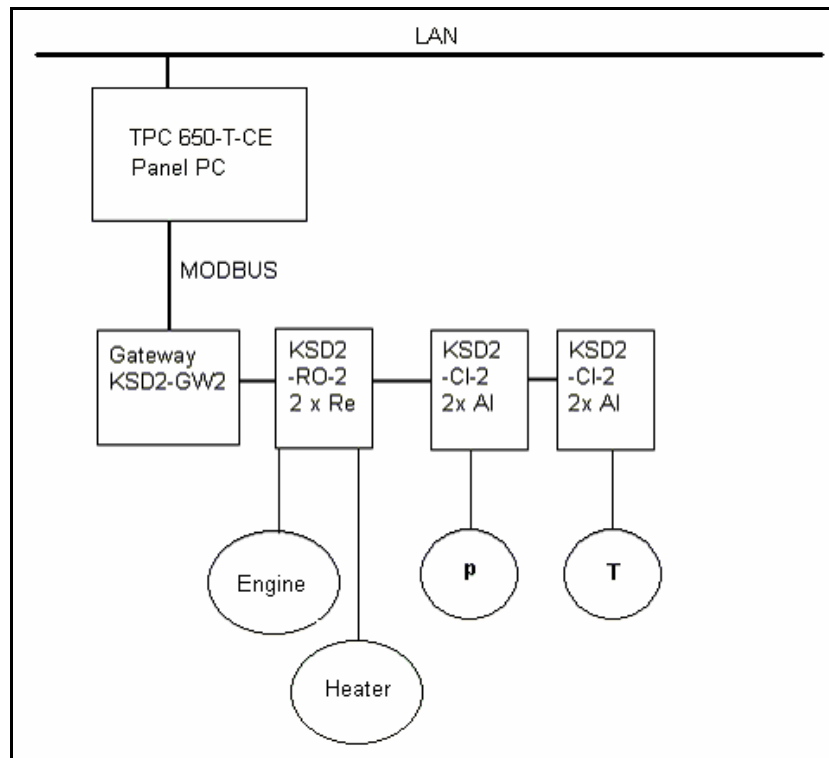 LAN
TPC 650-T-CE
Panel PC
MODBUS
Gateway
KSD2-GW2
KSD2
-RO-2
2 x Re
KSD2
-CI-2
2x AI
KSD2
-CI-2
2x AI
Engine
p
T
Heater